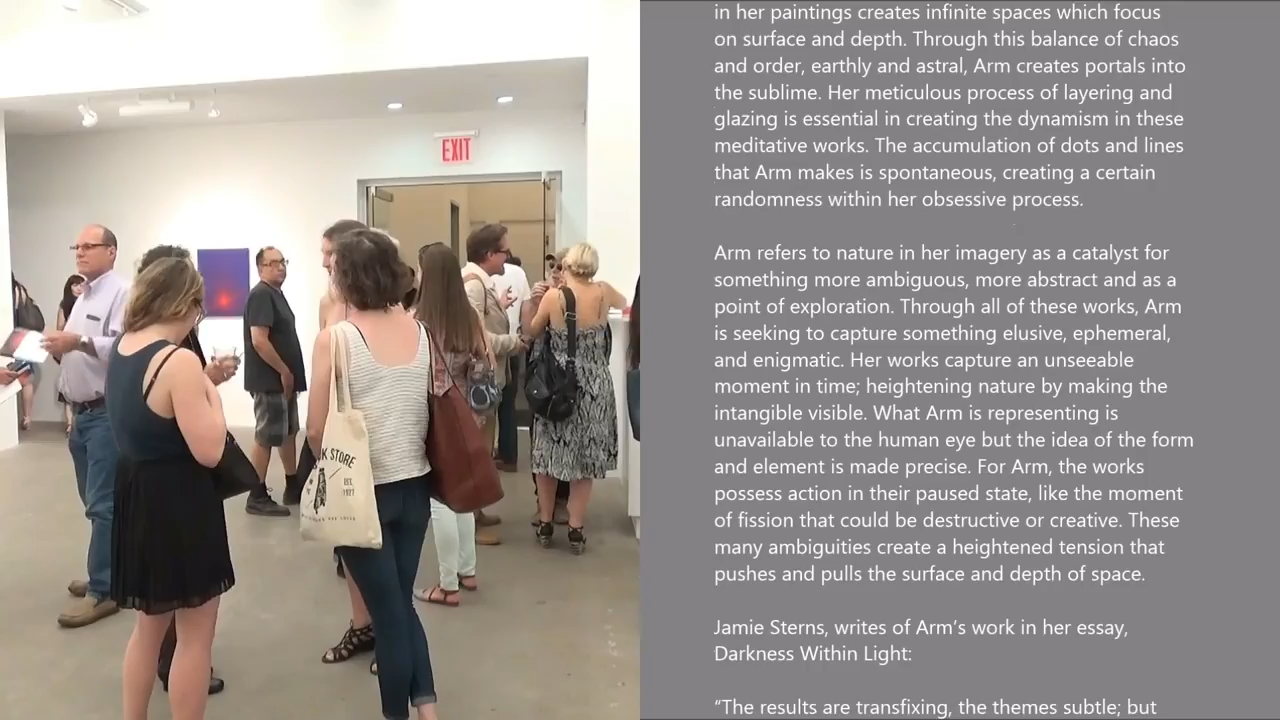 EXIT
K STORE
EST.
1927
in her paintings creates infinite spaces which focus
on surface and depth. Through this balance of chaos
and order, earthly and astral, Arm creates portals into
the sublime. Her meticulous process of layering and
glazing is essential in creating the dynamism in these
meditative works. The accumulation of dots and lines
that Arm makes is spontaneous, creating a certain
randomness within her obsessive process.
Arm refers to nature in her imagery as a catalyst for
something more ambiguous, more abstract and as a
point of exploration. Through all of these works, Arm
is seeking to capture something elusive, ephemeral,
and enigmatic. Her works capture an unseeable
moment in time; heightening nature by making the
intangible visible. What Arm is representing is
unavailable to the human eye but the idea of the form
and element is made precise. For Arm, the works
possess action in their paused state, like the moment
of fission that could be destructive or creative. These
many ambiguities create a heightened tension that
pushes and pulls the surface and depth of space.
Jamie Sterns, writes of Arm’s work in her essay,
Darkness Within Light:
“The results are transfixing, the themes subtle; but